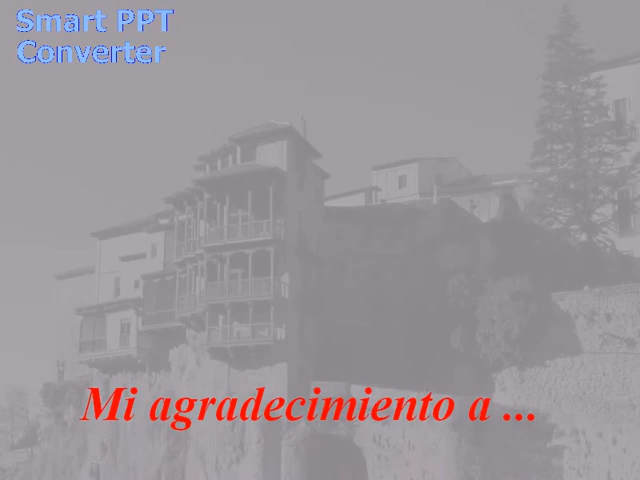 Smart PPT
Converter
Mi agradecimiento a ...